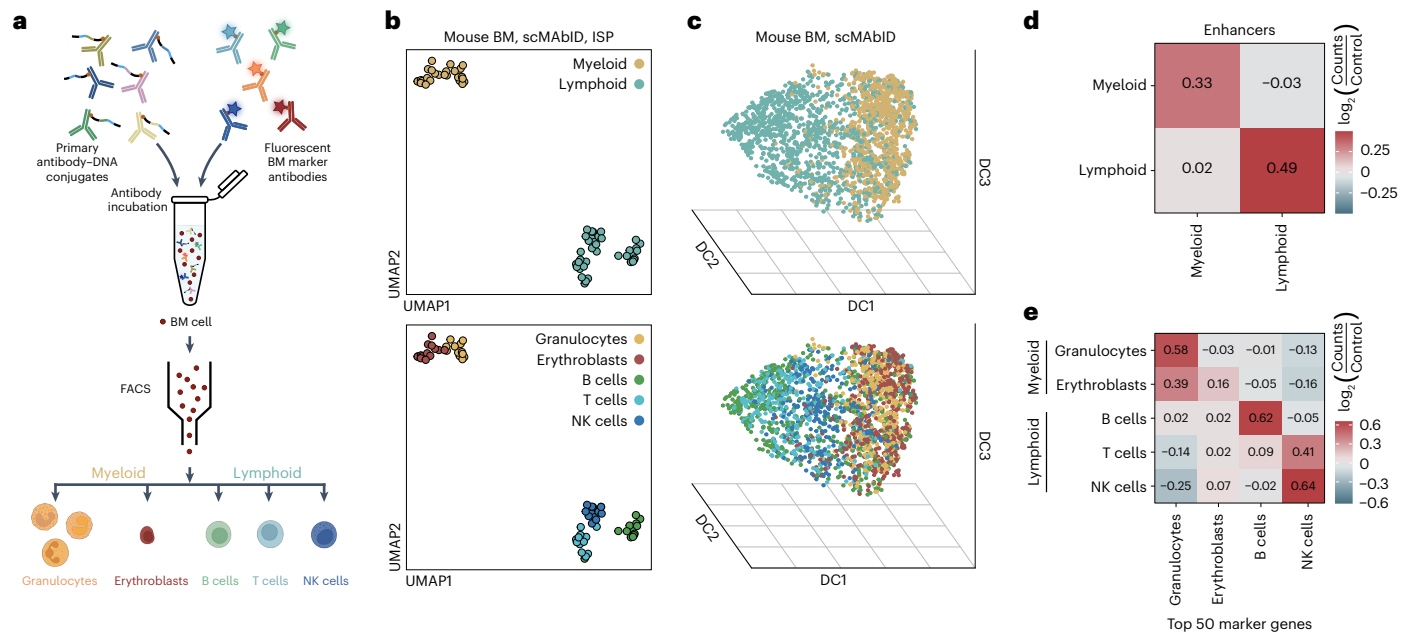 a
Primary
antibody–DNA
conjugates
Fluorescent
BM marker
antibodies
Antibody
incubation
BM cell
FACS
Myeloid
Lymphoid
Granulocytes
Erythroblasts
B cells
T cells
NK cells
b
Mouse BM, scMAbID, ISP
Myeloid
Lymphoid
UMAP2
UMAP1
Granulocytes
Erythroblasts
B cells
T cells
NK cells
UMAP2
UMAP1
c
Mouse BM, scMAbID
DC3
DC2
DC1
DC3
DC2
DC1
d
Enhancers
Myeloid
0.33
−0.03
Lymphoid
0.02
0.49
Myeloid
Lymphoid
log2 (Counts
Control)
0.25
0
−0.25
e
Myeloid
Lymphoid
Granulocytes
0.58
−0.03
−0.01
−0.13
Erythroblasts
0.39
0.16
−0.05
−0.16
B cells
0.02
0.02
0.62
−0.05
T cells
−0.14
0.02
0.09
0.41
NK cells
−0.25
0.07
−0.02
0.64
Granulocytes
Erythroblasts
B cells
NK cells
Top 50 marker genes
log2 (Counts
Control)
0.6
0.3
0
−0.3
−0.6